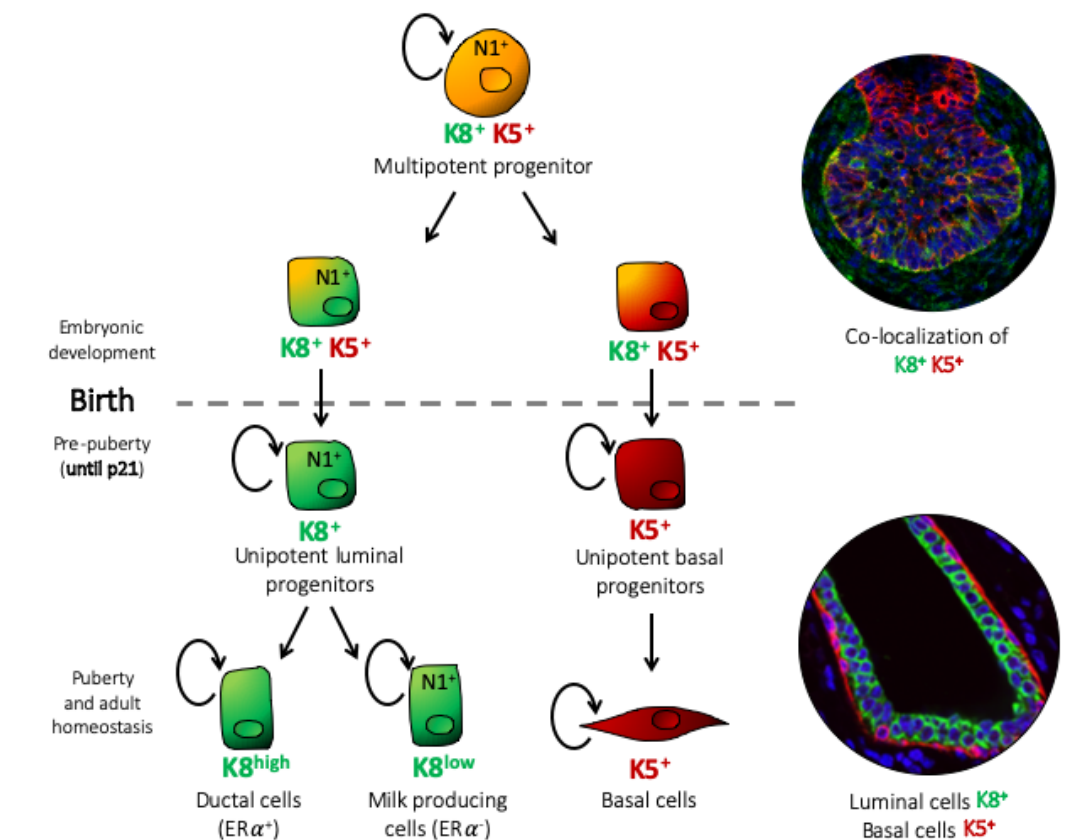 N1⁺
K8⁺ K5⁺
Multipotent progenitor
N1⁺
K8⁺ K5⁺
K8⁺ K5⁺
Embryonic
development
Birth
Pre-puberty
(until p21)
N1⁺
K8⁺
Unipotent luminal
progenitors
K5⁺
Unipotent basal
progenitors
Puberty
and adult
homeostasis
K8ʰⁱᵍʰ
Ductal cells
(ERα⁺)
N1⁺
K8ˡᵒʷ
Milk producing
cells (ERα⁻)
K5⁺
Basal cells
Co-localization of
K8⁺ K5⁺
Luminal cells K8⁺
Basal cells K5⁺